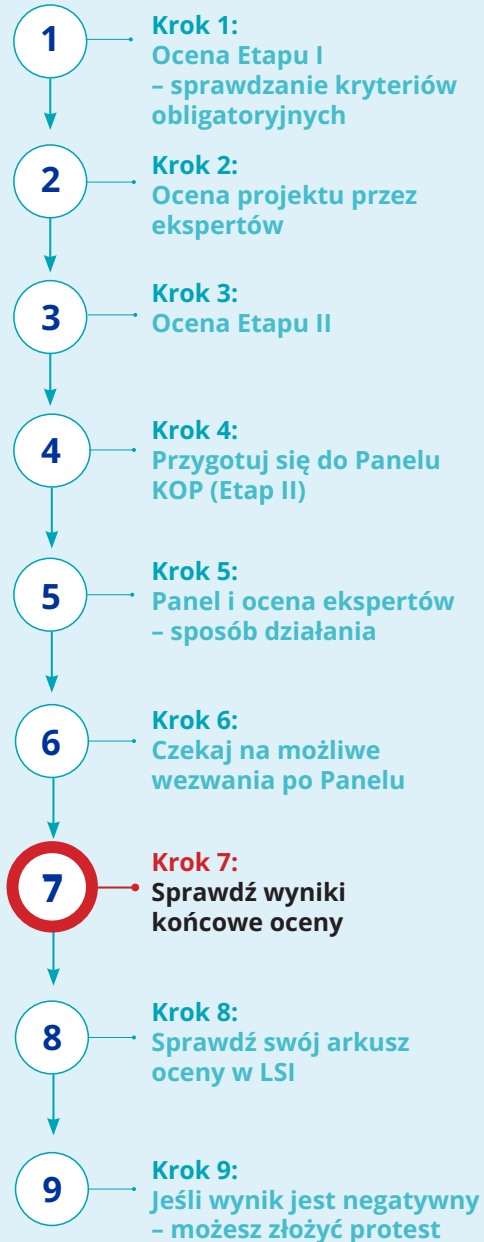 1
Krok 1:
Ocena Etapu I
– sprawdzanie kryteriów
obligatoryjnych
2
Krok 2:
Ocena projektu przez
ekspertów
3
Krok 3:
Ocena Etapu II
4
Krok 4:
Przygotuj się do Panelu
KOP (Etap II)
5
Krok 5:
Panel i ocena ekspertów
– sposób działania
6
Krok 6:
Czekaj na możliwe
wezwania po Panelu
7
Krok 7:
Sprawdź wyniki
końcowe oceny
8
Krok 8:
Sprawdź swój arkusz
oceny w LSI
9
Krok 9:
Jeśli wynik jest negatywny
– możesz złożyć protest